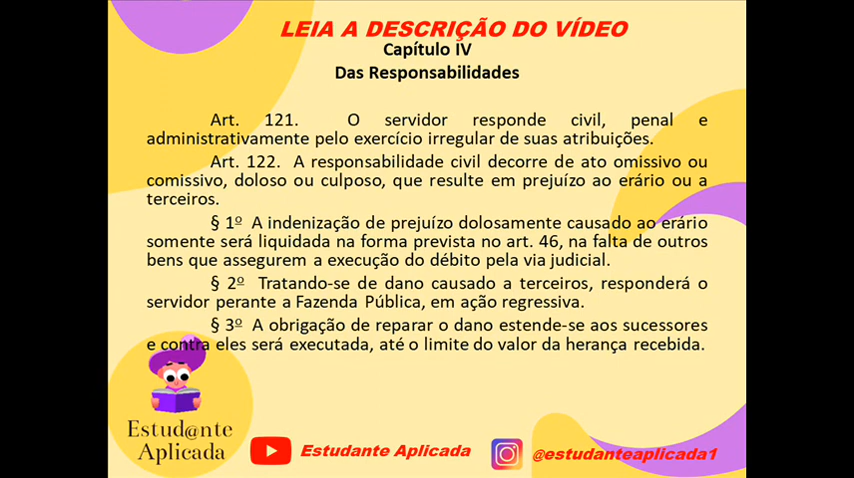 LEIA A DESCRIÇÃO DO VÍDEO
Capítulo IV
Das Responsabilidades
Art. 121. O servidor responde civil, penal e
administrativamente pelo exercício irregular de suas atribuições.
Art. 122. A responsabilidade civil decorre de ato omissivo ou
comissivo, doloso ou culposo, que resulte em prejuízo ao erário ou a
terceiros.
§ 1º A indenização de prejuízo dolosamente causado ao erário
somente será liquidada na forma prevista no art. 46, na falta de outros
bens que assegurem a execução do débito pela via judicial.
§ 2º Tratando-se de dano causado a terceiros, responderá o
servidor perante a Fazenda Pública, em ação regressiva.
§ 3º A obrigação de reparar o dano estende-se aos sucessores
e contra eles será executada, até o limite do valor da herança recebida.
Estud@nte
Aplicada
Estudante Aplicada
@estudanteaplicada1